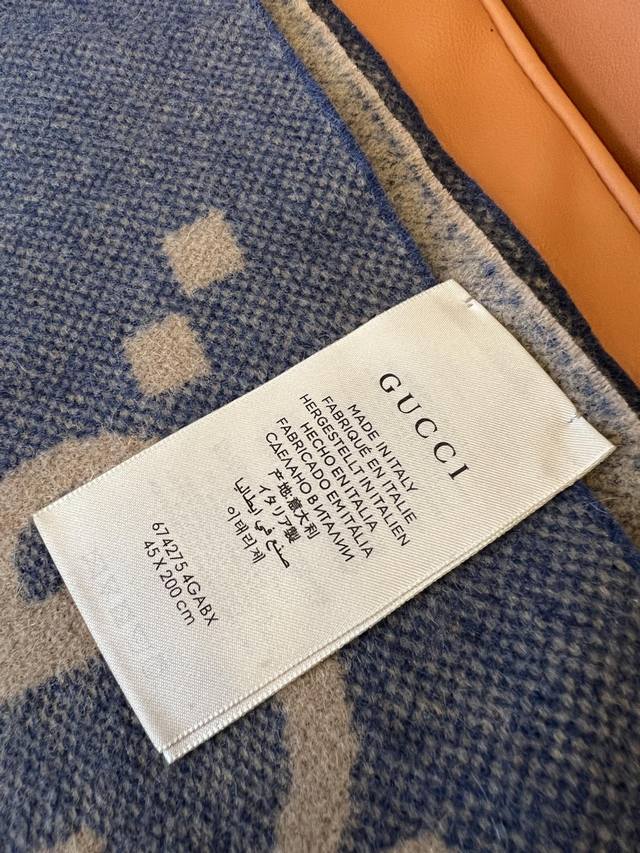 GUCCI
MADE IN ITALY
FABRIQUÉ EN ITALIE
HERGESTELLT IN ITALIEN
HECHO EN ITALIA
FABRICADO EM ITÁLIA
СДЕЛАНО В ИТАЛИИ
产地:意大利
イタリア製
صنع في إيطاليا
이태리제
674275 4GABX
45 X 200 cm